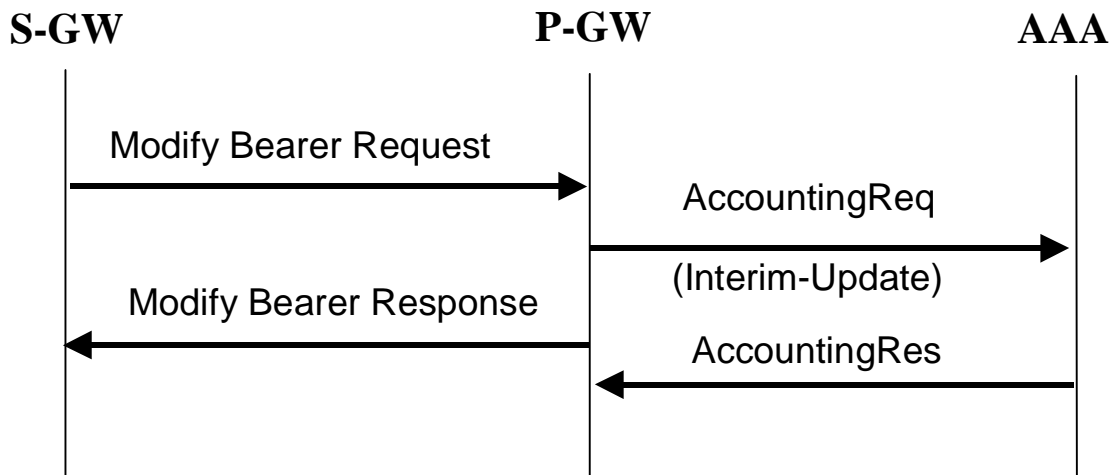 S-GW
P-GW
AAA
Modify Bearer Request
AccountingReq
(Interim-Update)
Modify Bearer Response
AccountingRes